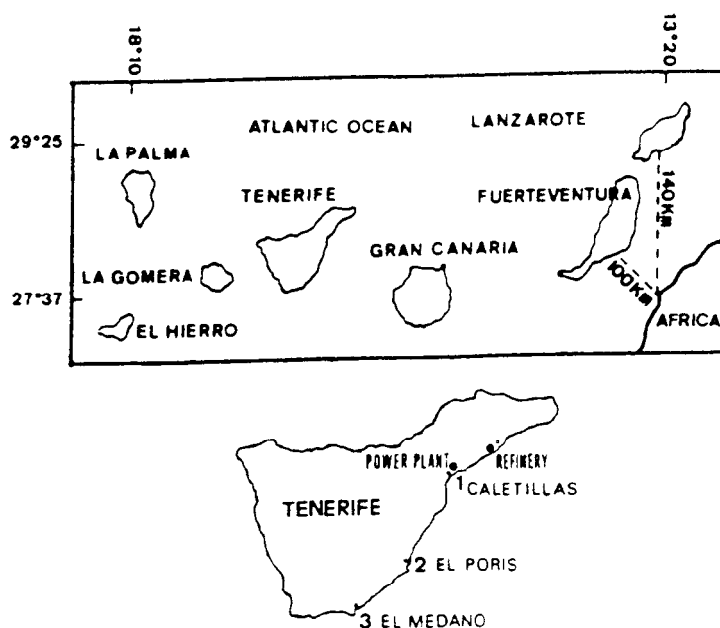 18°10
13°20
ATLANTIC OCEAN
LANZAROTE
29°25
LA PALMA
TENERIFE
FUERTEVENTURA
140Km
GRAN CANARIA
LA GOMERA
100Km
27°37
EL HIERRO
AFRICA
POWER PLANT
REFINERY
1 CALETILLAS
TENERIFE
2 EL PORIS
3 EL MEDANO